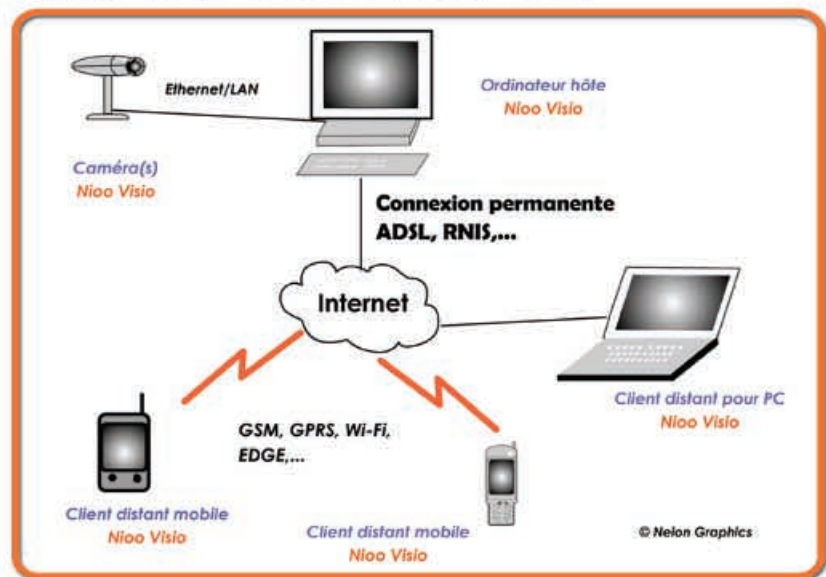 Ethernet/LAN
Ordinateur hôte
Nioo Visio
Caméra(s)
Nioo Visio
Connexion permanente
ADSL, RNIS,...
Internet
Client distant pour PC
Nioo Visio
GSM, GPRS, Wi-Fi,
EDGE,...
Client distant mobile
Nioo Visio
Client distant mobile
Nioo Visio
© Nelon Graphics